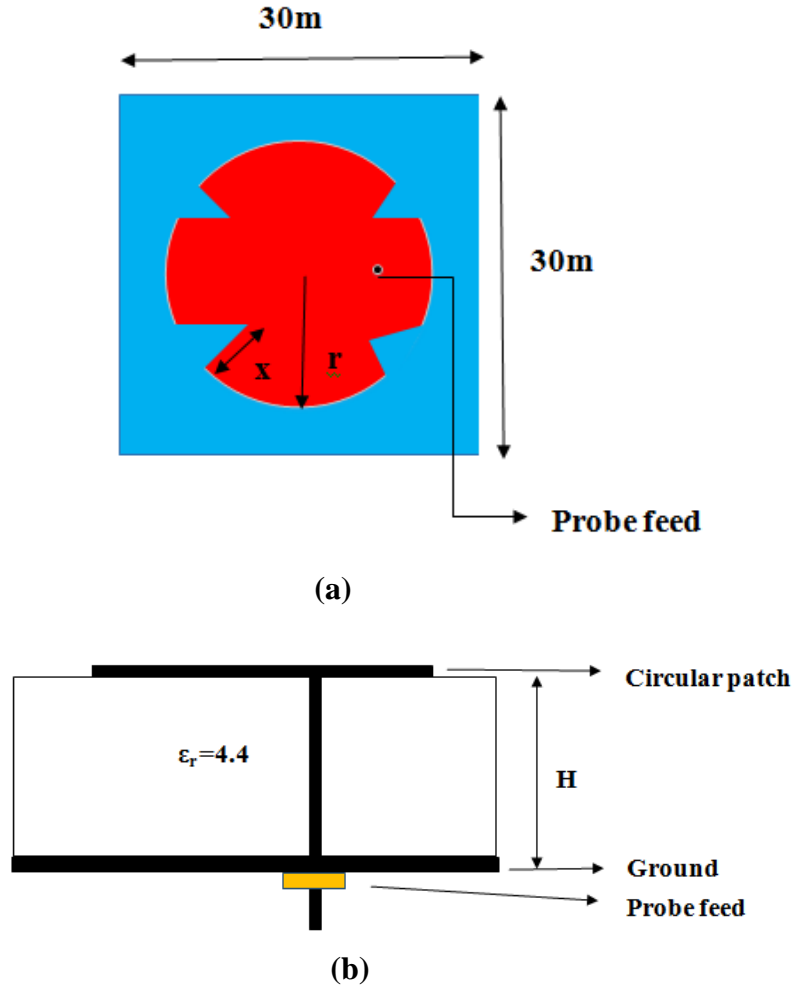 30m
30m
x
r
Probe feed
(a)
Circular patch
εr=4.4
H
Ground
Probe feed
(b)